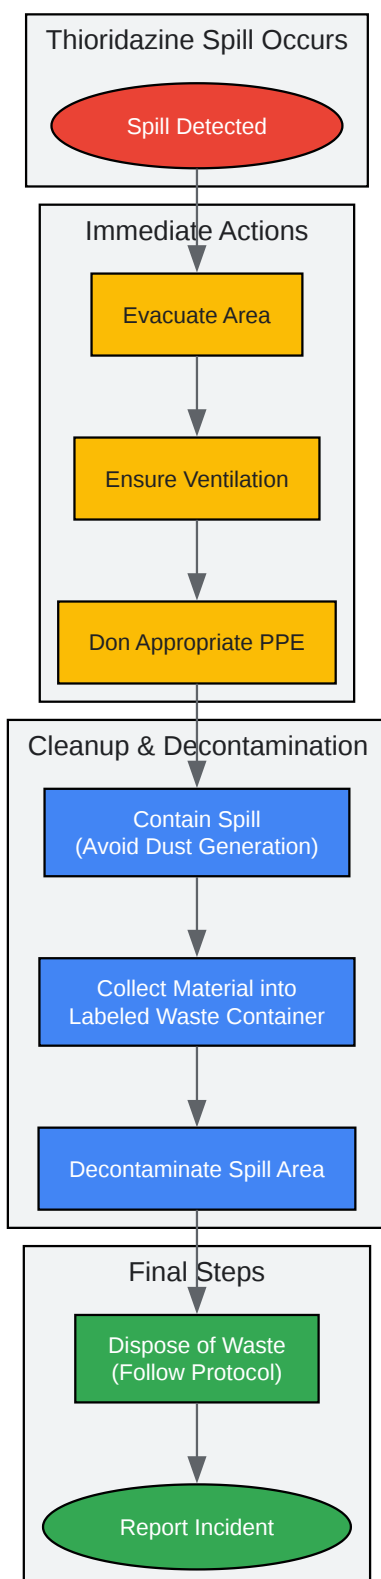 Thioridazine Spill Occurs
Spill Detected
Immediate Actions
Evacuate Area
Ensure Ventilation
Don Appropriate PPE
Cleanup & Decontamination
Contain Spill
(Avoid Dust Generation)
Collect Material into
Labeled Waste Container
Decontaminate Spill Area
Final Steps
Dispose of Waste
(Follow Protocol)
Report Incident